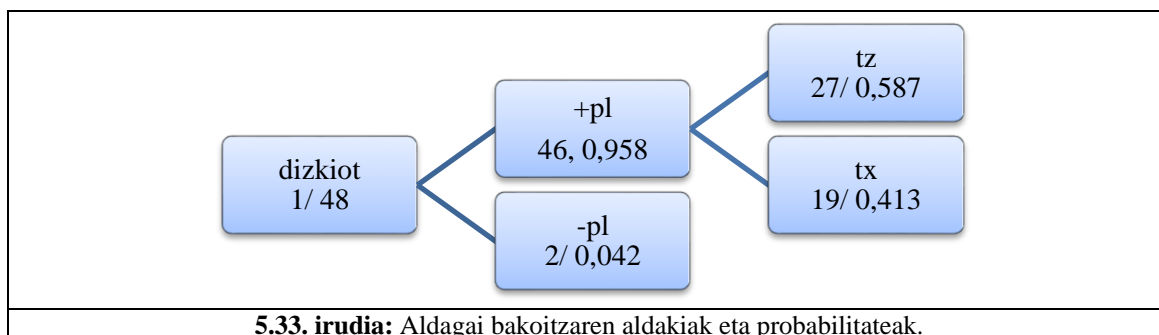 dizkiot
1/ 48
+pl
46, 0,958
-pl
2/ 0,042
tz
27/ 0,587
tx
19/ 0,413
5.33. irudia: Aldagai bakoitzaren aldakiak eta probabilitateak.